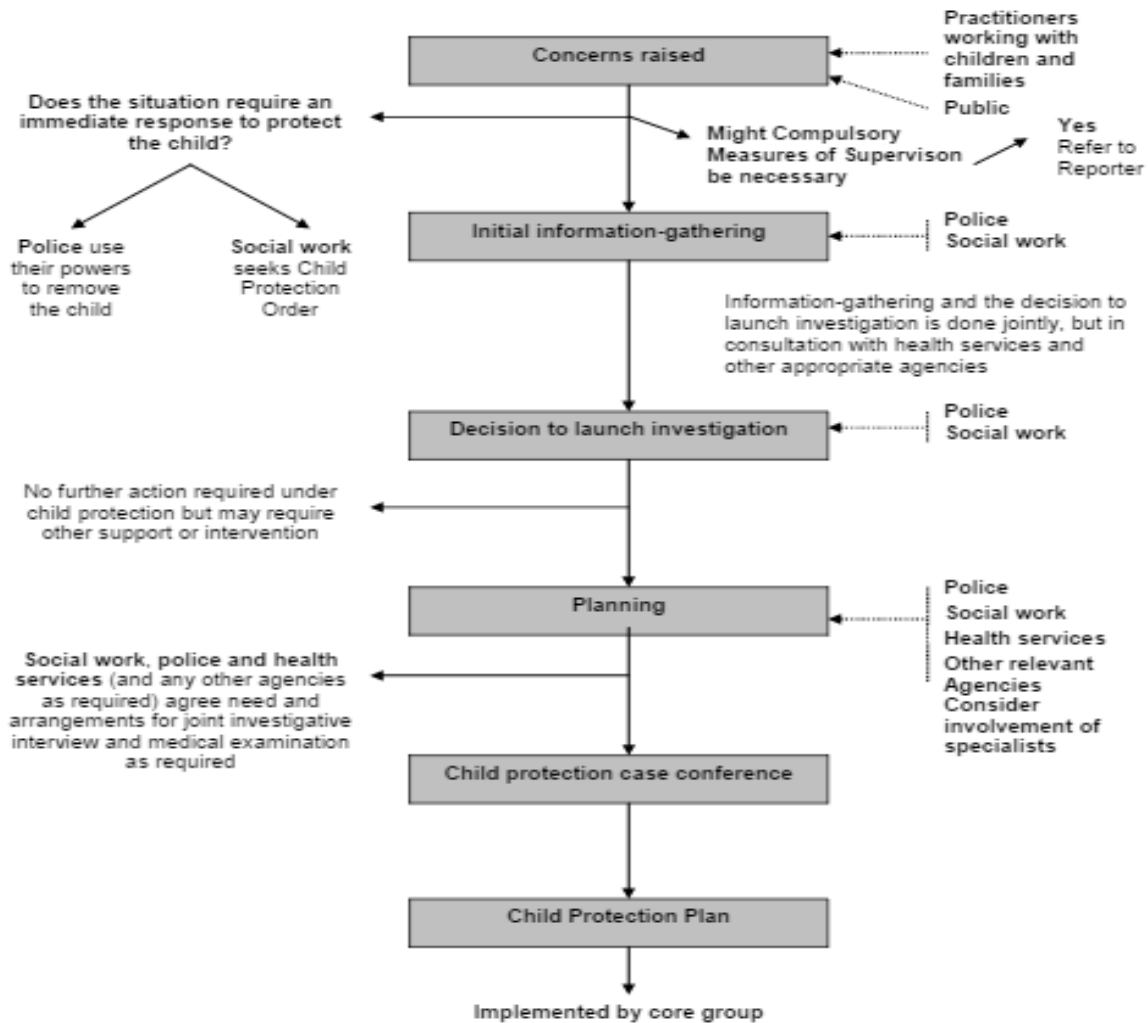 Concerns raised
Practitioners
working with
children and
families
Public
Does the situation require an
immediate response to protect
the child?
Might Compulsory
Measures of Supervison
be necessary
Yes
Refer to
Reporter
Police use
their powers
to remove
the child
Social work
seeks Child
Protection
Order
Initial information-gathering
Police
Social work
Information-gathering and the decision to
launch investigation is done jointly, but in
consultation with health services and
other appropriate agencies
Decision to launch investigation
Police
Social work
No further action required under
child protection but may require
other support or intervention
Planning
Police
Social work
Health services
Other relevant
Agencies
Consider
involvement of
specialists
Social work, police and health
services (and any other agencies
as required) agree need and
arrangements for joint investigative
interview and medical examination
as required
Child protection case conference
Child Protection Plan
Implemented by core group